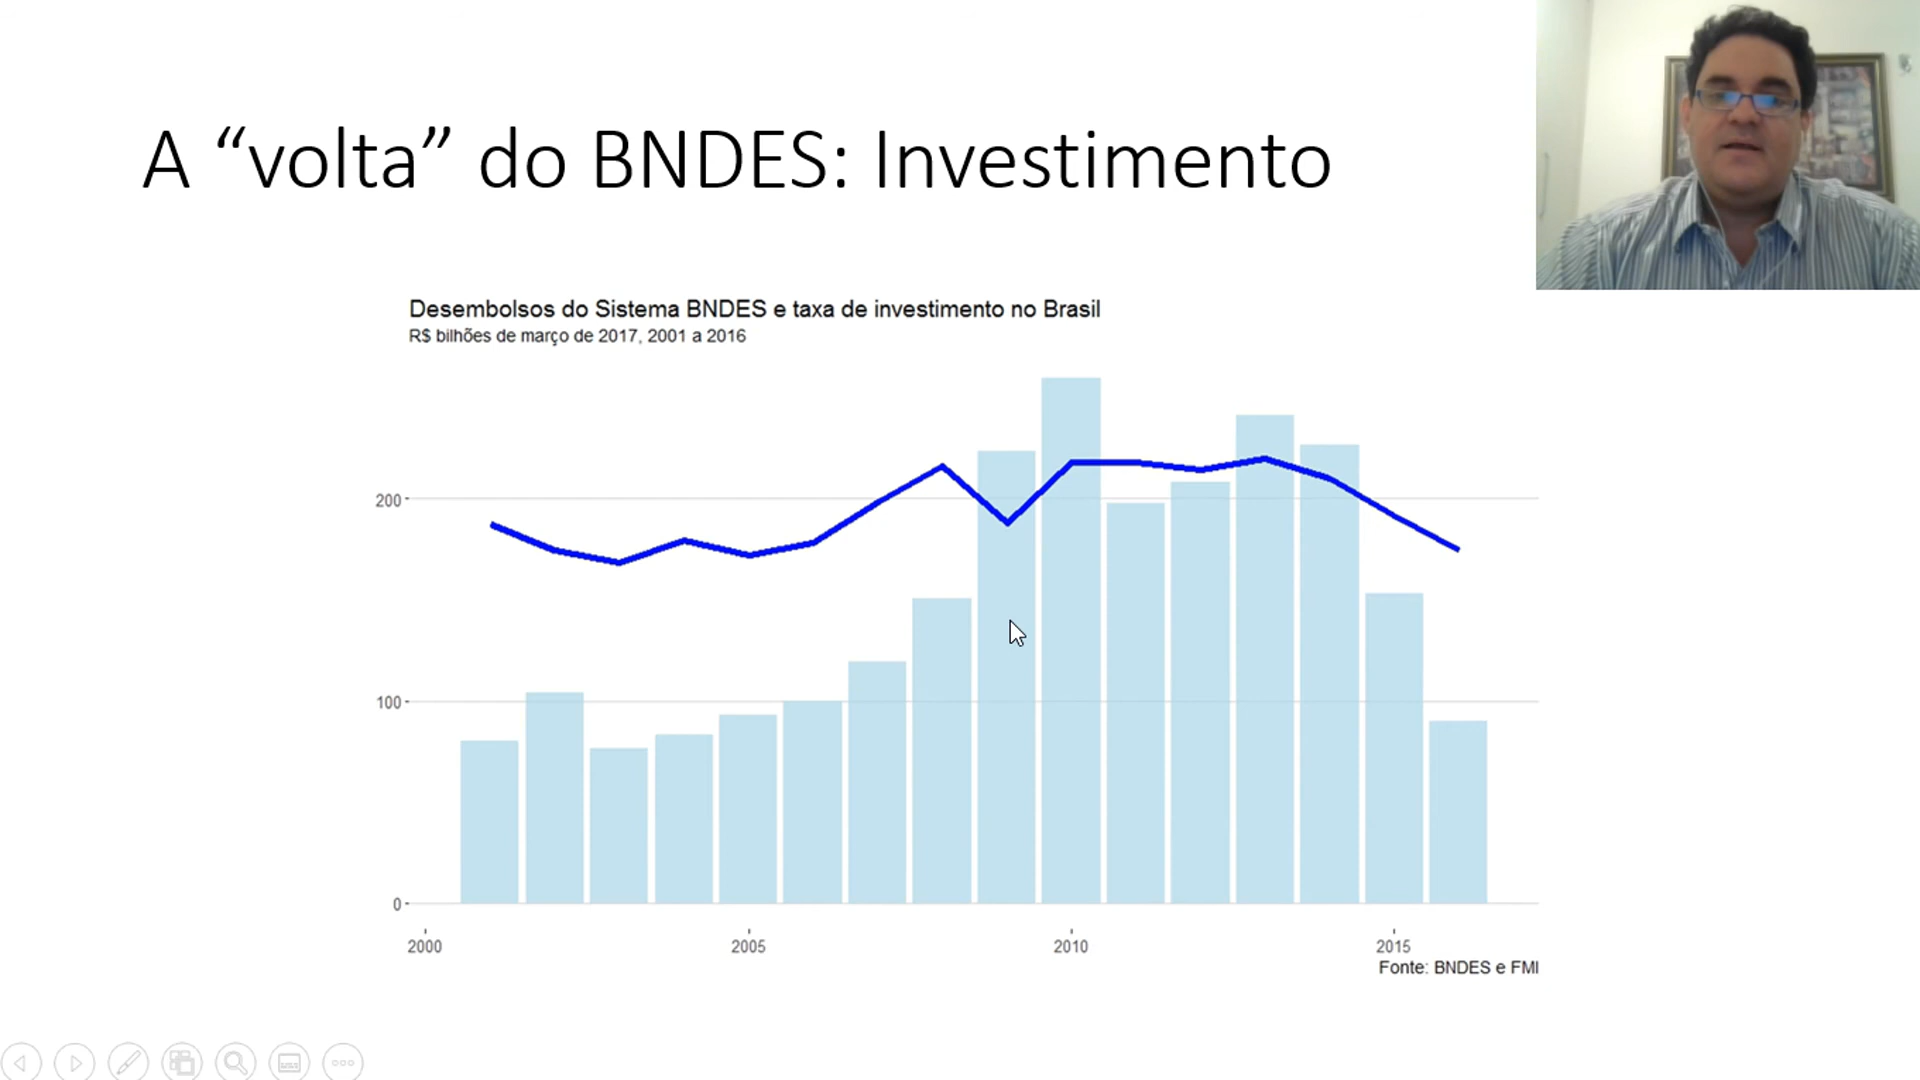 A “volta” do BNDES: Investimento
Desembolsos do Sistema BNDES e taxa de investimento no Brasil
R$ bilhões de março de 2017, 2001 a 2016
200
100
0
2000 2005 2010 2015
Fonte: BNDES e FMI